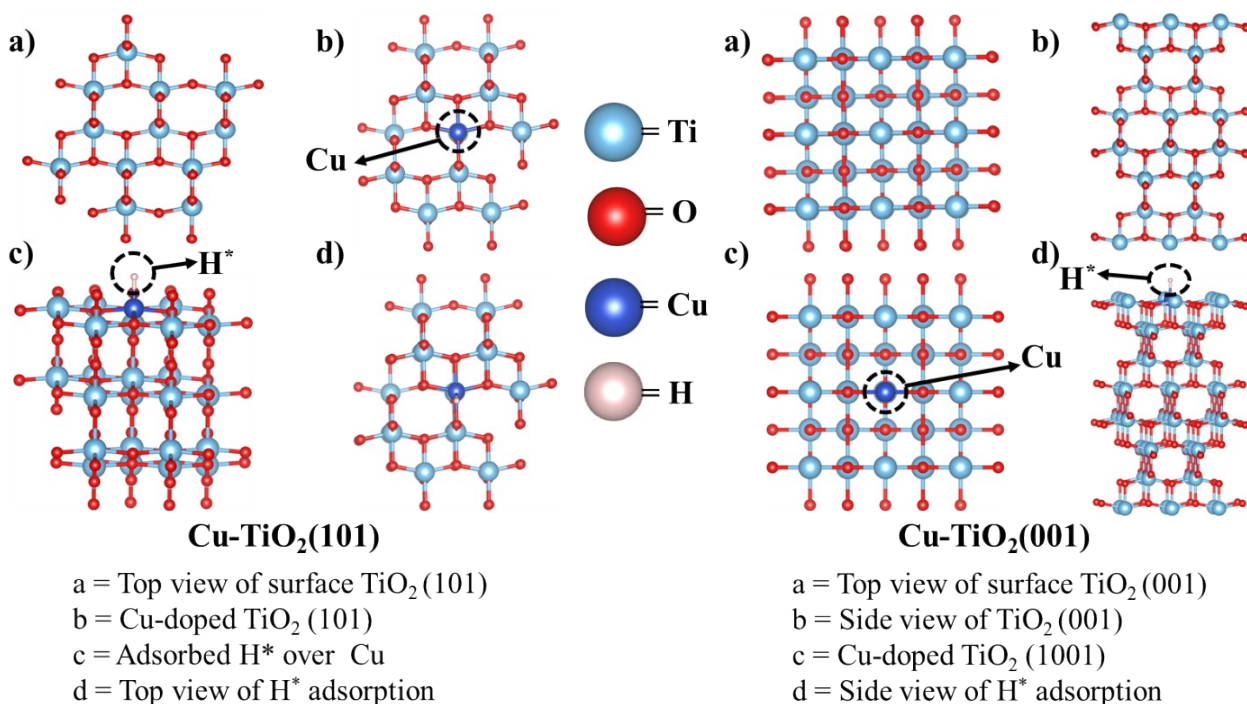 a)
b)
Cu
c)
H*
d)
= Ti
= O
= Cu
= H
a)
b)
c)
Cu
d)
H*
Cu-TiO₂(101)
a = Top view of surface TiO₂ (101)
b = Cu-doped TiO₂ (101)
c = Adsorbed H* over Cu
d = Top view of H* adsorption
Cu-TiO₂(001)
a = Top view of surface TiO₂ (001)
b = Side view of TiO₂ (001)
c = Cu-doped TiO₂ (1001)
d = Side view of H* adsorption